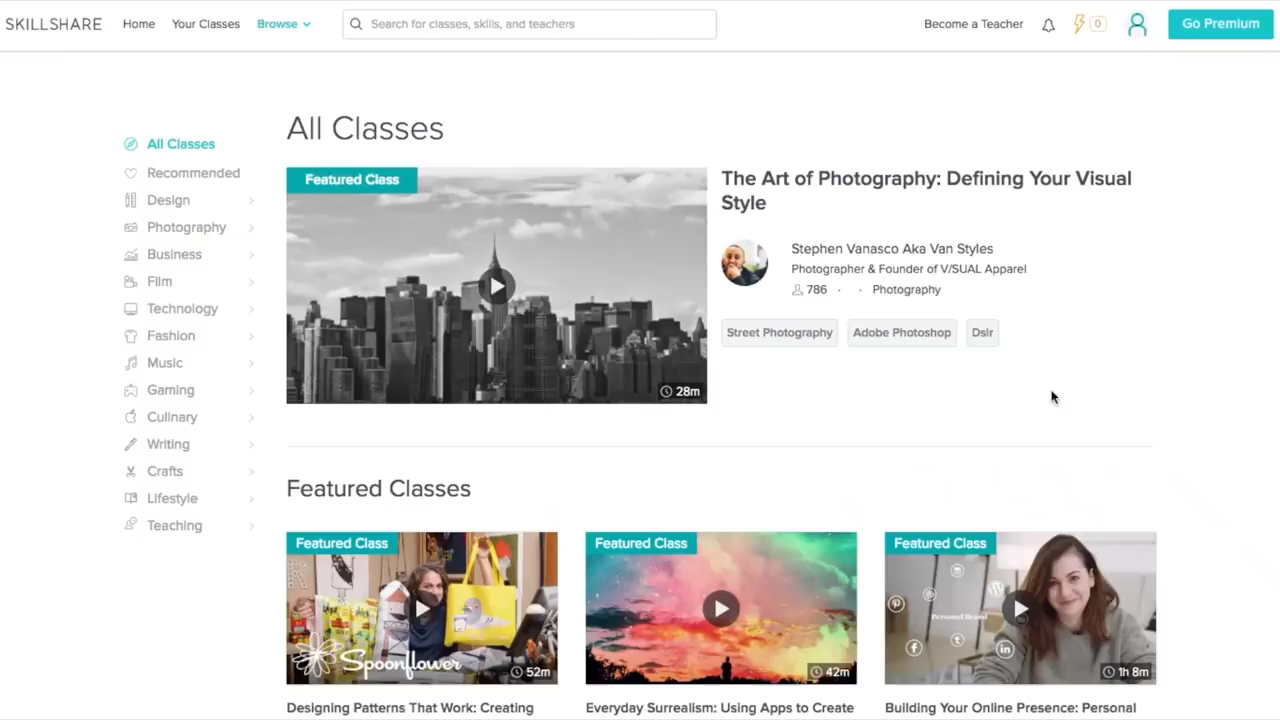 SKILLSHARE
Home
Your Classes
Browse
Search for classes, skills, and teachers
Become a Teacher
0
Go Premium
All Classes
Recommended
Design
Photography
Business
Film
Technology
Fashion
Music
Gaming
Culinary
Writing
Crafts
Lifestyle
Teaching
All Classes
Featured Class
28m
The Art of Photography: Defining Your Visual
Style
Stephen Vanasco Aka Van Styles
Photographer & Founder of V/SUAL Apparel
786 · · Photography
Street Photography
Adobe Photoshop
Dslr
Featured Classes
Featured Class
Spoonflower
52m
Designing Patterns That Work: Creating
Featured Class
42m
Everyday Surrealism: Using Apps to Create
Featured Class
Personal Brand
1h 8m
Building Your Online Presence: Personal